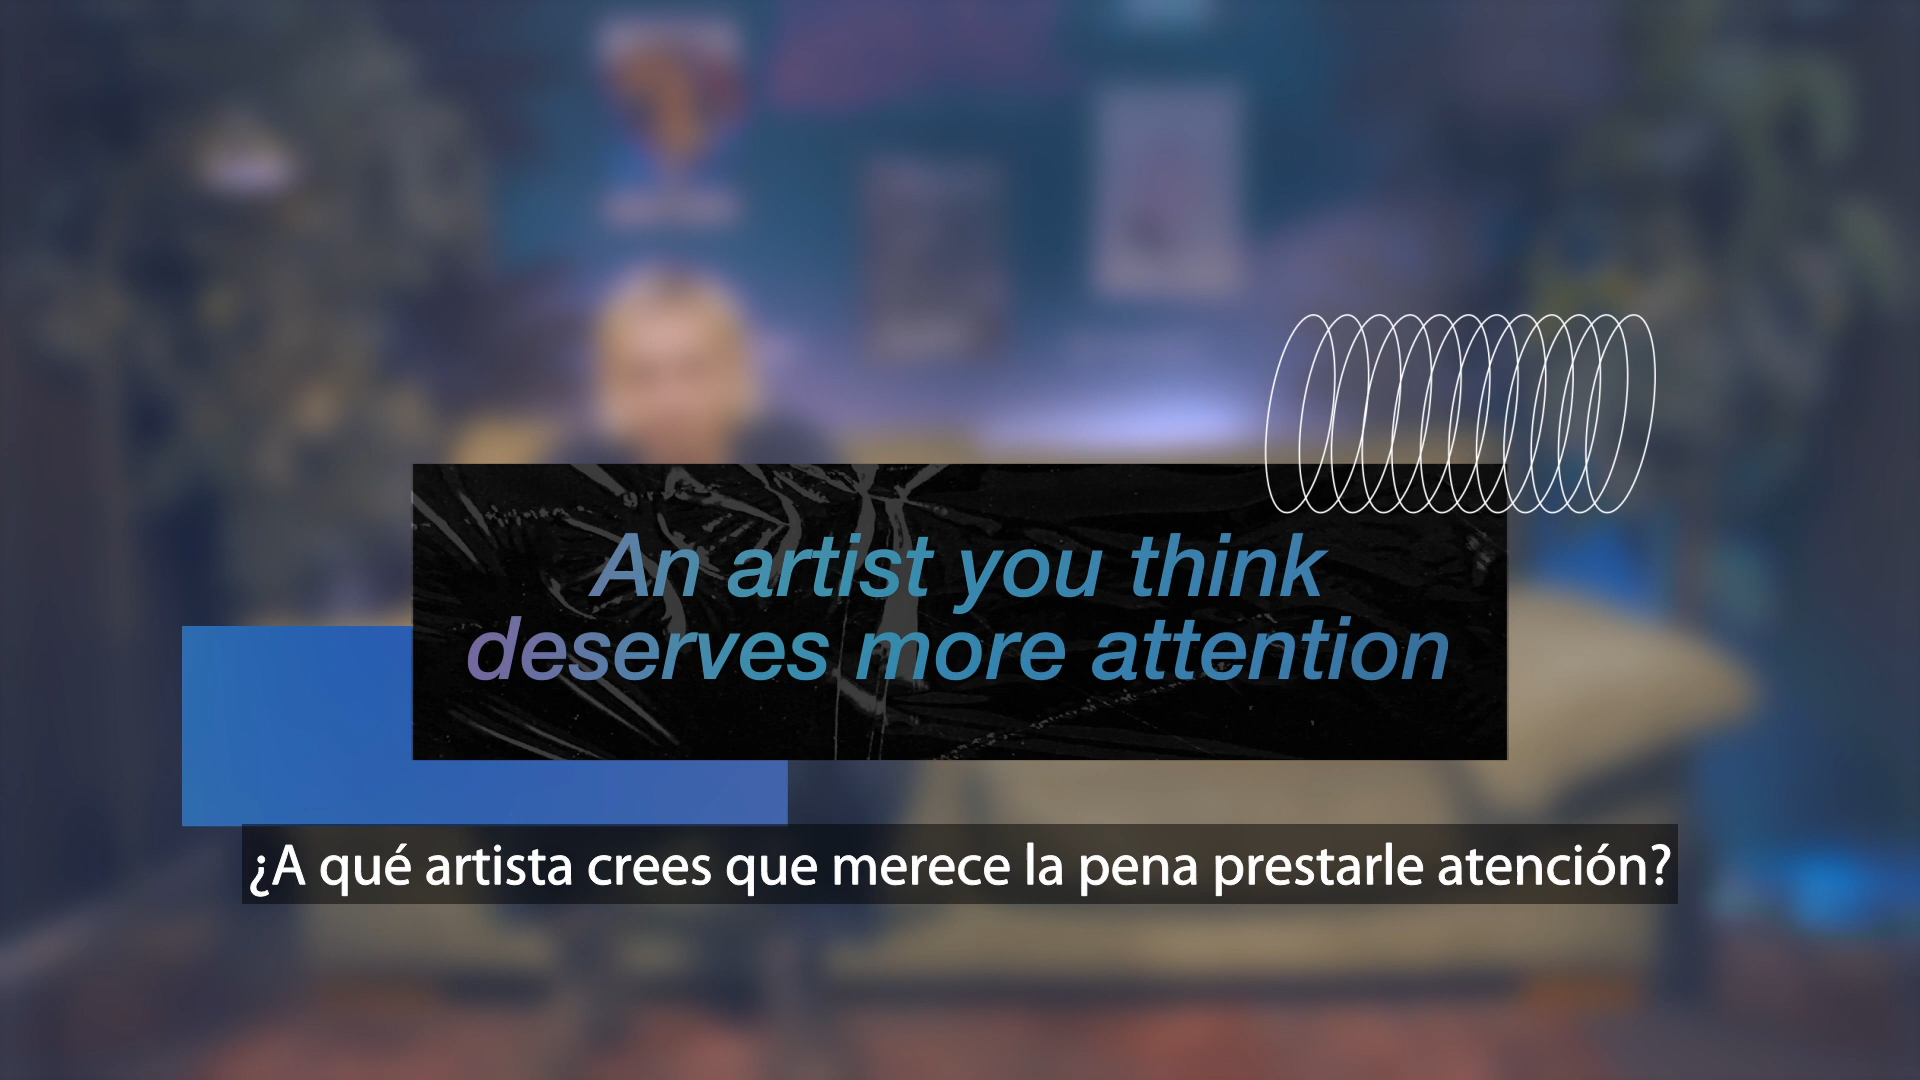 An artist you think
deserves more attention
¿A qué artista crees que merece la pena prestarle atención?